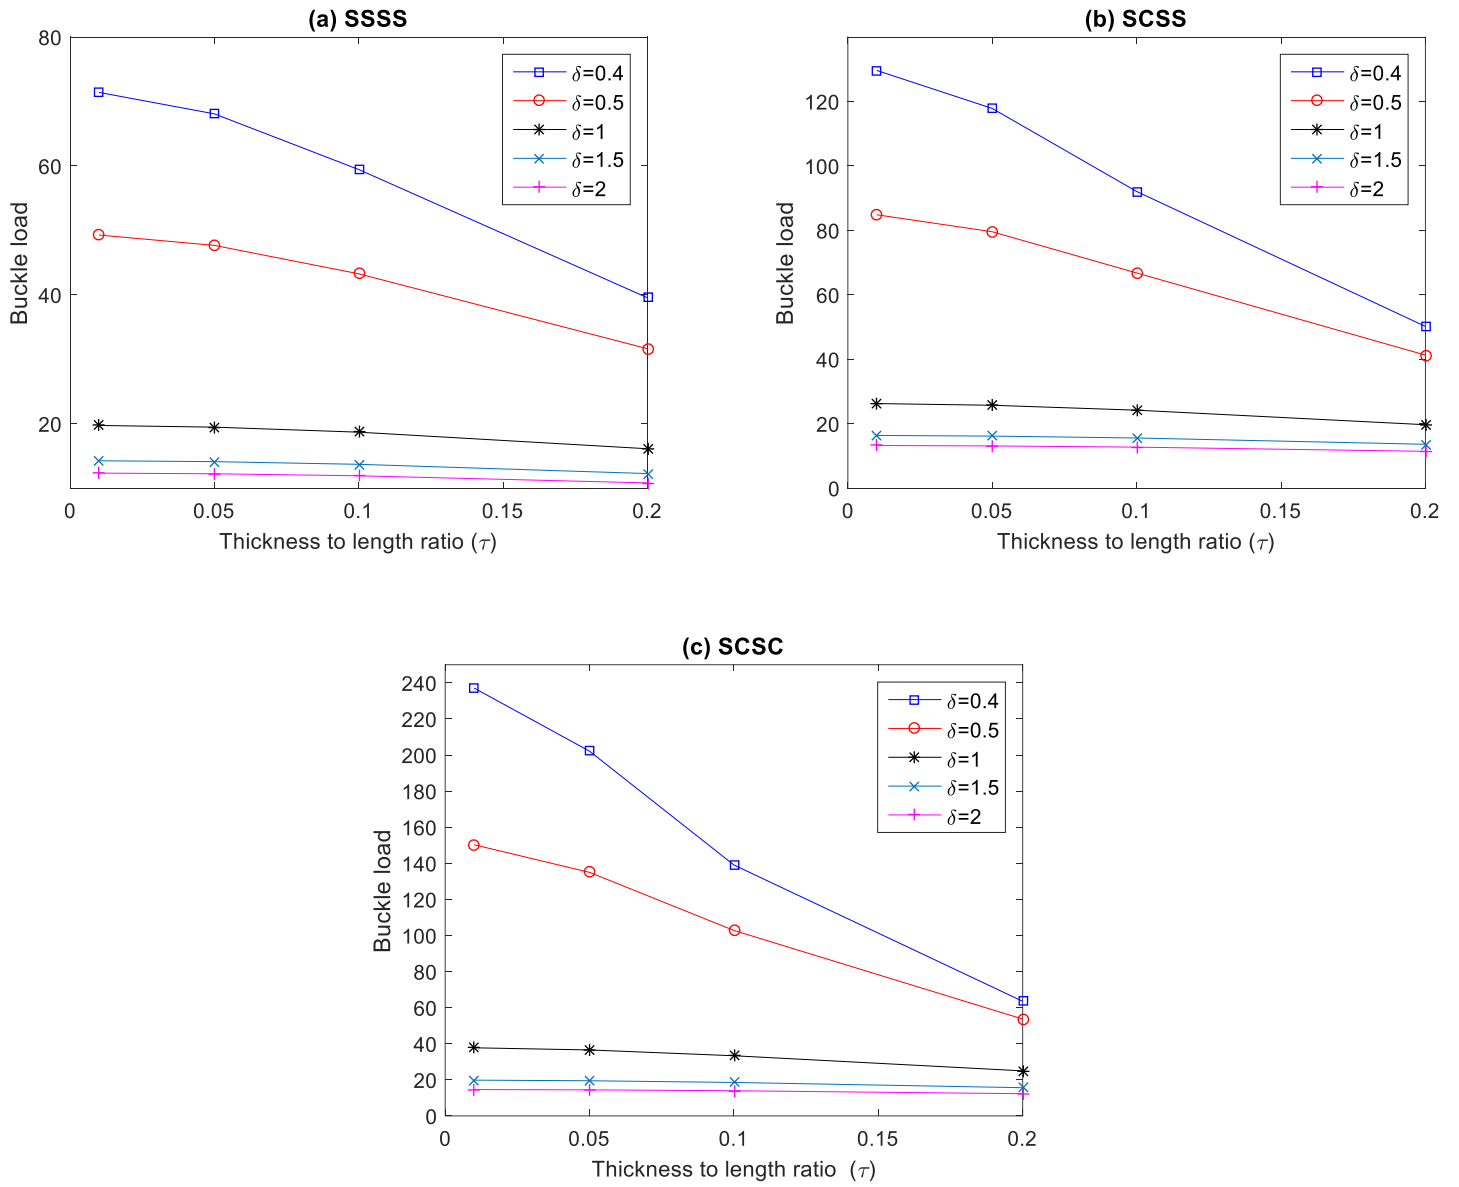 (a) SSSS
80
60
40
20
0
0.05
0.1
0.15
0.2
Buckle load
Thickness to length ratio (τ)
δ=0.4
δ=0.5
δ=1
δ=1.5
δ=2
(b) SCSS
120
100
80
60
40
20
0
0
0.05
0.1
0.15
0.2
Buckle load
Thickness to length ratio (τ)
δ=0.4
δ=0.5
δ=1
δ=1.5
δ=2
(c) SCSC
240
220
200
180
160
140
120
100
80
60
40
20
0
0
0.05
0.1
0.15
0.2
Buckle load
Thickness to length ratio (τ)
δ=0.4
δ=0.5
δ=1
δ=1.5
δ=2